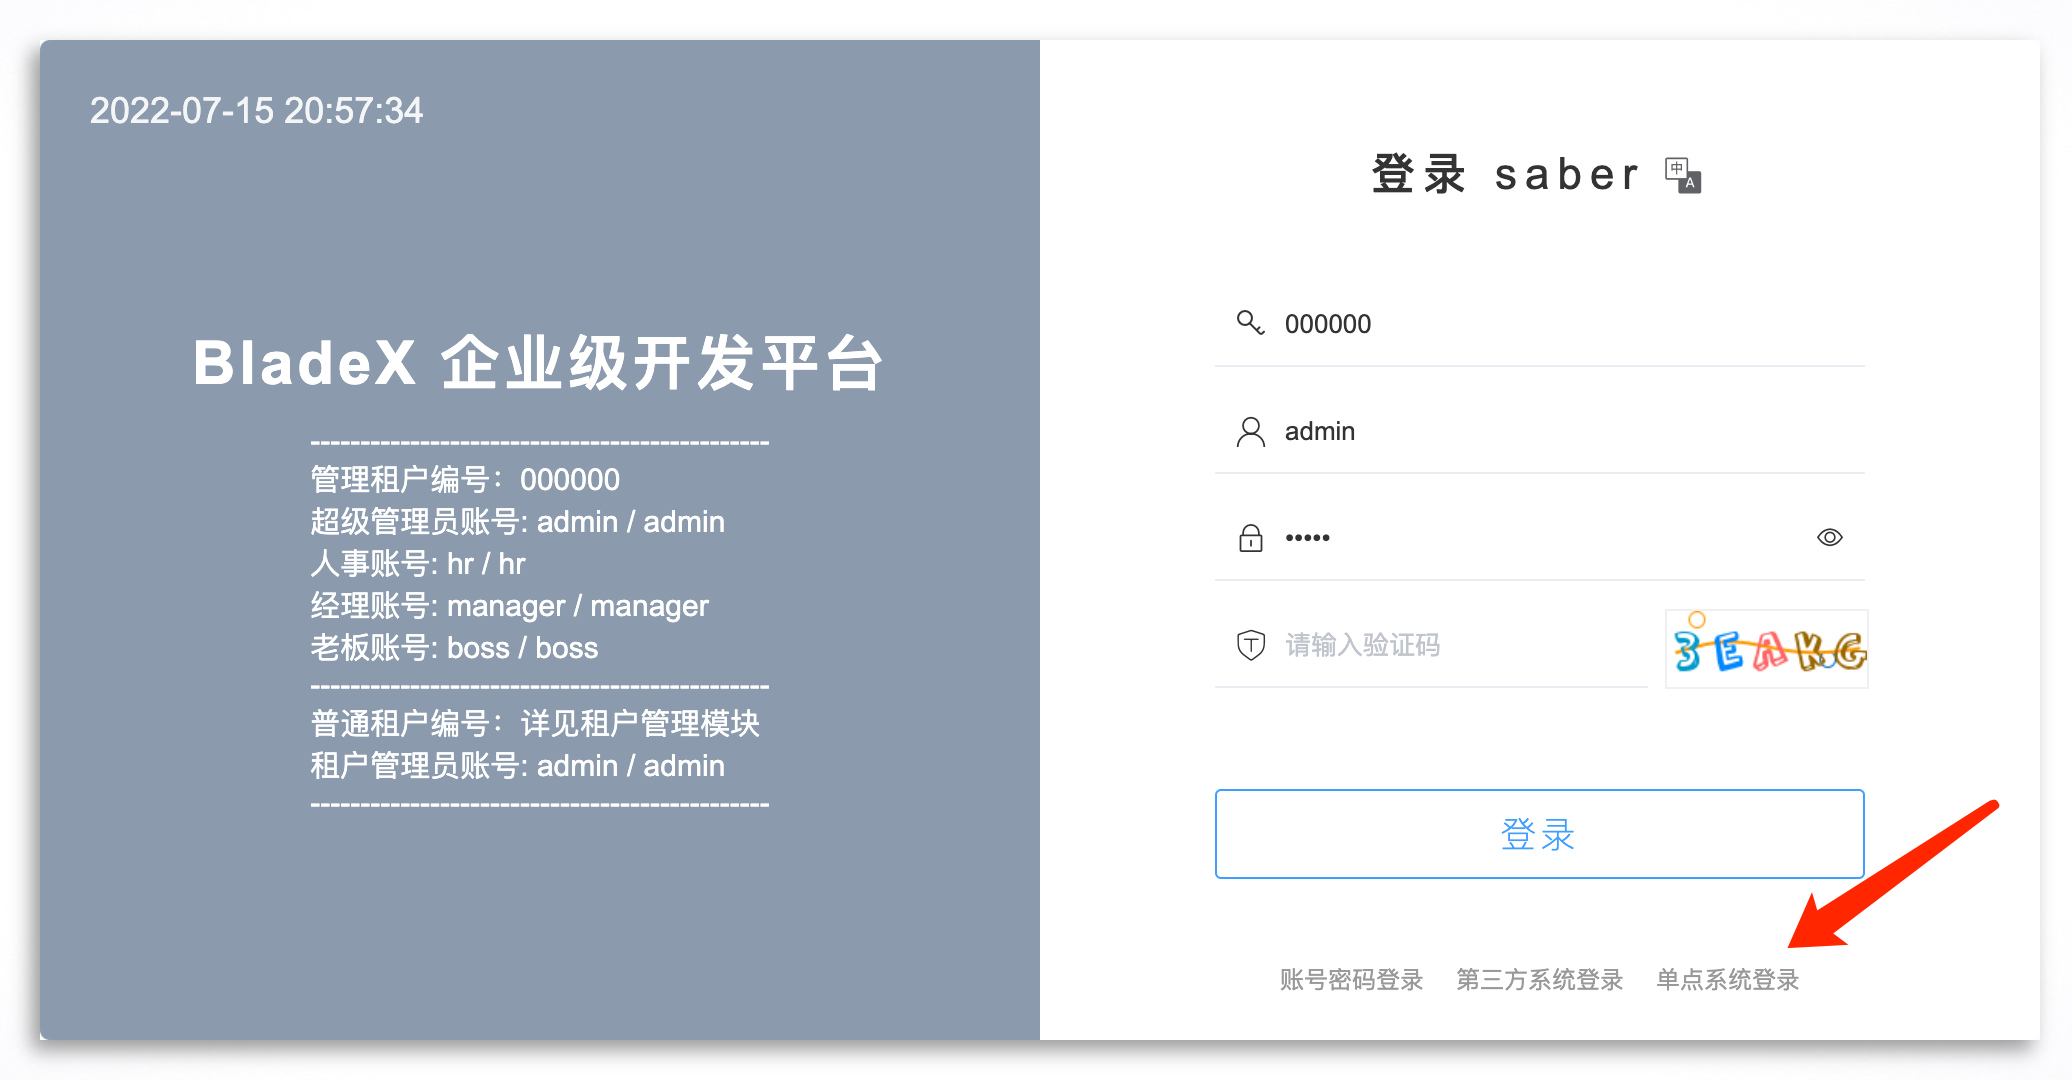 2022-07-15 20:57:34
BladeX 企业级开发平台
----------------------------------------------
管理租户编号：000000
超级管理员账号: admin / admin
人事账号: hr / hr
经理账号: manager / manager
老板账号: boss / boss
----------------------------------------------
普通租户编号：详见租户管理模块
租户管理员账号: admin / admin
----------------------------------------------
登录 saber
中 A
000000
admin
•••••
请输入验证码
3EAKG
登录
账号密码登录 第三方系统登录 单点系统登录